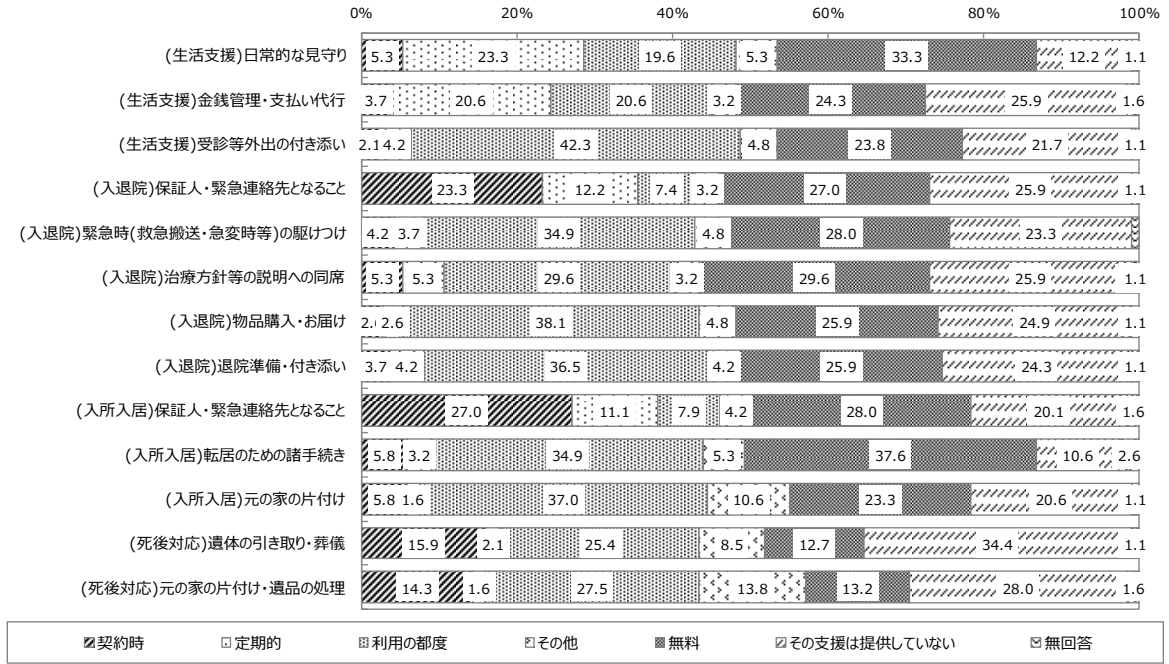 0% 20% 40% 60% 80% 100%
(生活支援)日常的な見守り 5.3 23.3 19.6 5.3 33.3 12.2 1.1
(生活支援)金銭管理・支払い代行 3.7 20.6 20.6 3.2 24.3 25.9 1.6
(生活支援)受診等外出の付き添い 2.1 4.2 42.3 4.8 23.8 21.7 1.1
(入退院)保証人・緊急連絡先となること 23.3 12.2 7.4 3.2 27.0 25.9 1.1
(入退院)緊急時(救急搬送・急変時等)の駆けつけ 4.2 3.7 34.9 4.8 28.0 23.3
(入退院)治療方針等の説明への同席 5.3 5.3 29.6 3.2 29.6 25.9 1.1
(入退院)物品購入・お届け 2.6 38.1 4.8 25.9 24.9 1.1
(入退院)退院準備・付き添い 3.7 4.2 36.5 4.2 25.9 24.3 1.1
(入所入居)保証人・緊急連絡先となること 27.0 11.1 7.9 4.2 28.0 20.1 1.6
(入所入居)転居のための諸手続き 5.8 3.2 34.9 5.3 37.6 10.6 2.6
(入所入居)元の家の片付け 5.8 1.6 37.0 10.6 23.3 20.6 1.1
(死後対応)遺体の引き取り・葬儀 15.9 2.1 25.4 8.5 12.7 34.4 1.1
(死後対応)元の家の片付け・遺品の処理 14.3 1.6 27.5 13.8 13.2 28.0 1.6
契約時 定期的 利用の都度 その他 無料 その支援は提供していない 無回答